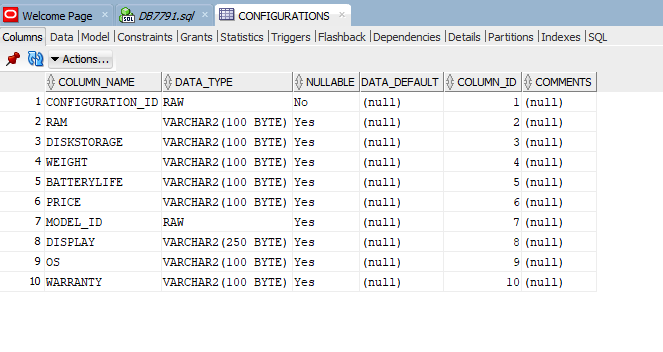 Welcome Page DB7791.sql CONFIGURATIONS
Columns Data Model Constraints Grants Statistics Triggers Flashback Dependencies Details Partitions Indexes SQL
Actions...
COLUMN_NAME DATA_TYPE NULLABLE DATA_DEFAULT COLUMN_ID COMMENTS
1 CONFIGURATION_ID RAW No (null) 1 (null)
2 RAM VARCHAR2(100 BYTE) Yes (null) 2 (null)
3 DISKSTORAGE VARCHAR2(100 BYTE) Yes (null) 3 (null)
4 WEIGHT VARCHAR2(100 BYTE) Yes (null) 4 (null)
5 BATTERYLIFE VARCHAR2(100 BYTE) Yes (null) 5 (null)
6 PRICE VARCHAR2(100 BYTE) Yes (null) 6 (null)
7 MODEL_ID RAW Yes (null) 7 (null)
8 DISPLAY VARCHAR2(250 BYTE) Yes (null) 8 (null)
9 OS VARCHAR2(100 BYTE) Yes (null) 9 (null)
10 WARRANTY VARCHAR2(100 BYTE) Yes (null) 10 (null)